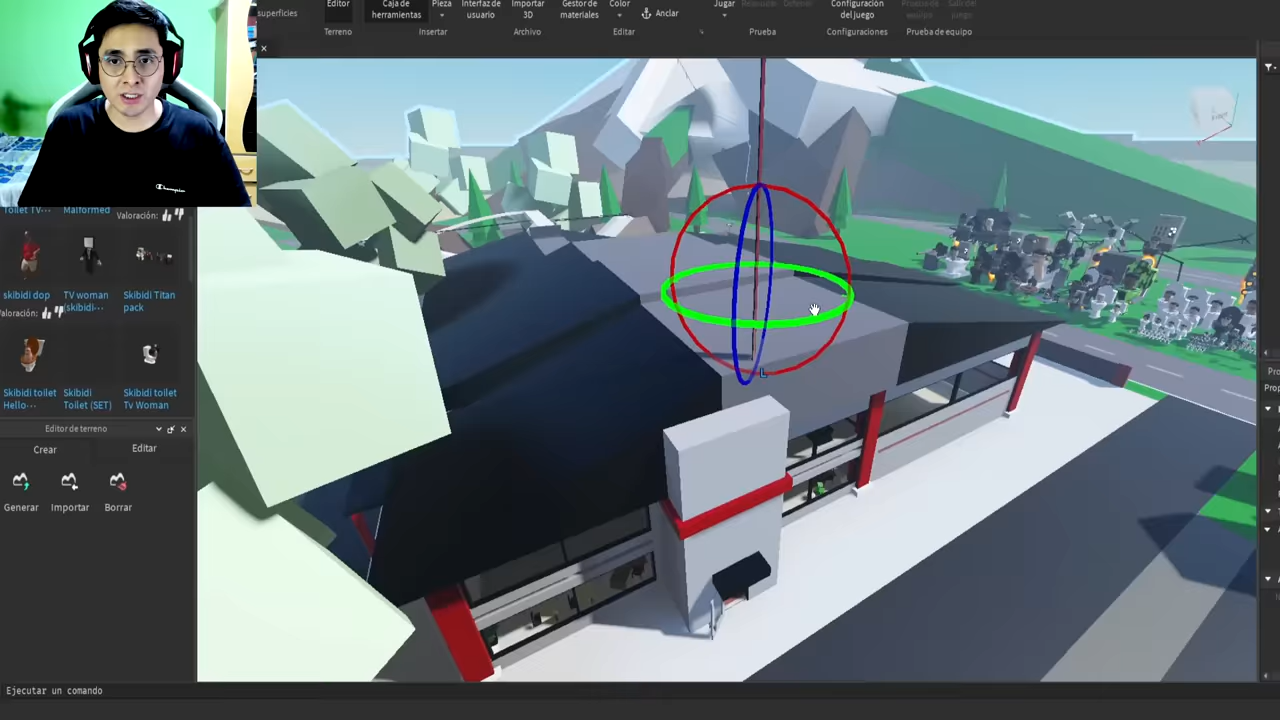 superficies
Editor
Caja de
herramientas
Pieza
Interfaz de
usuario
Importar
3D
Gestor de
materiales
Color
Anclar
Jugar
Configuración
del juego
Terreno
Insertar
Archivo
Editar
Prueba
Configuraciones
Prueba de equipo
Champion
Toilet TV...
Malformed
Valoración:
skibidi dop
TV woman
(skibidi...
Skibidi Titan
pack
Valoración:
Skibidi toilet
Hello...
Skibidi
Toilet (SET)
Skibidi toilet
Tv Woman
Editor de terreno
Crear
Editar
Generar
Importar
Borrar
L
Ejecutar un comando